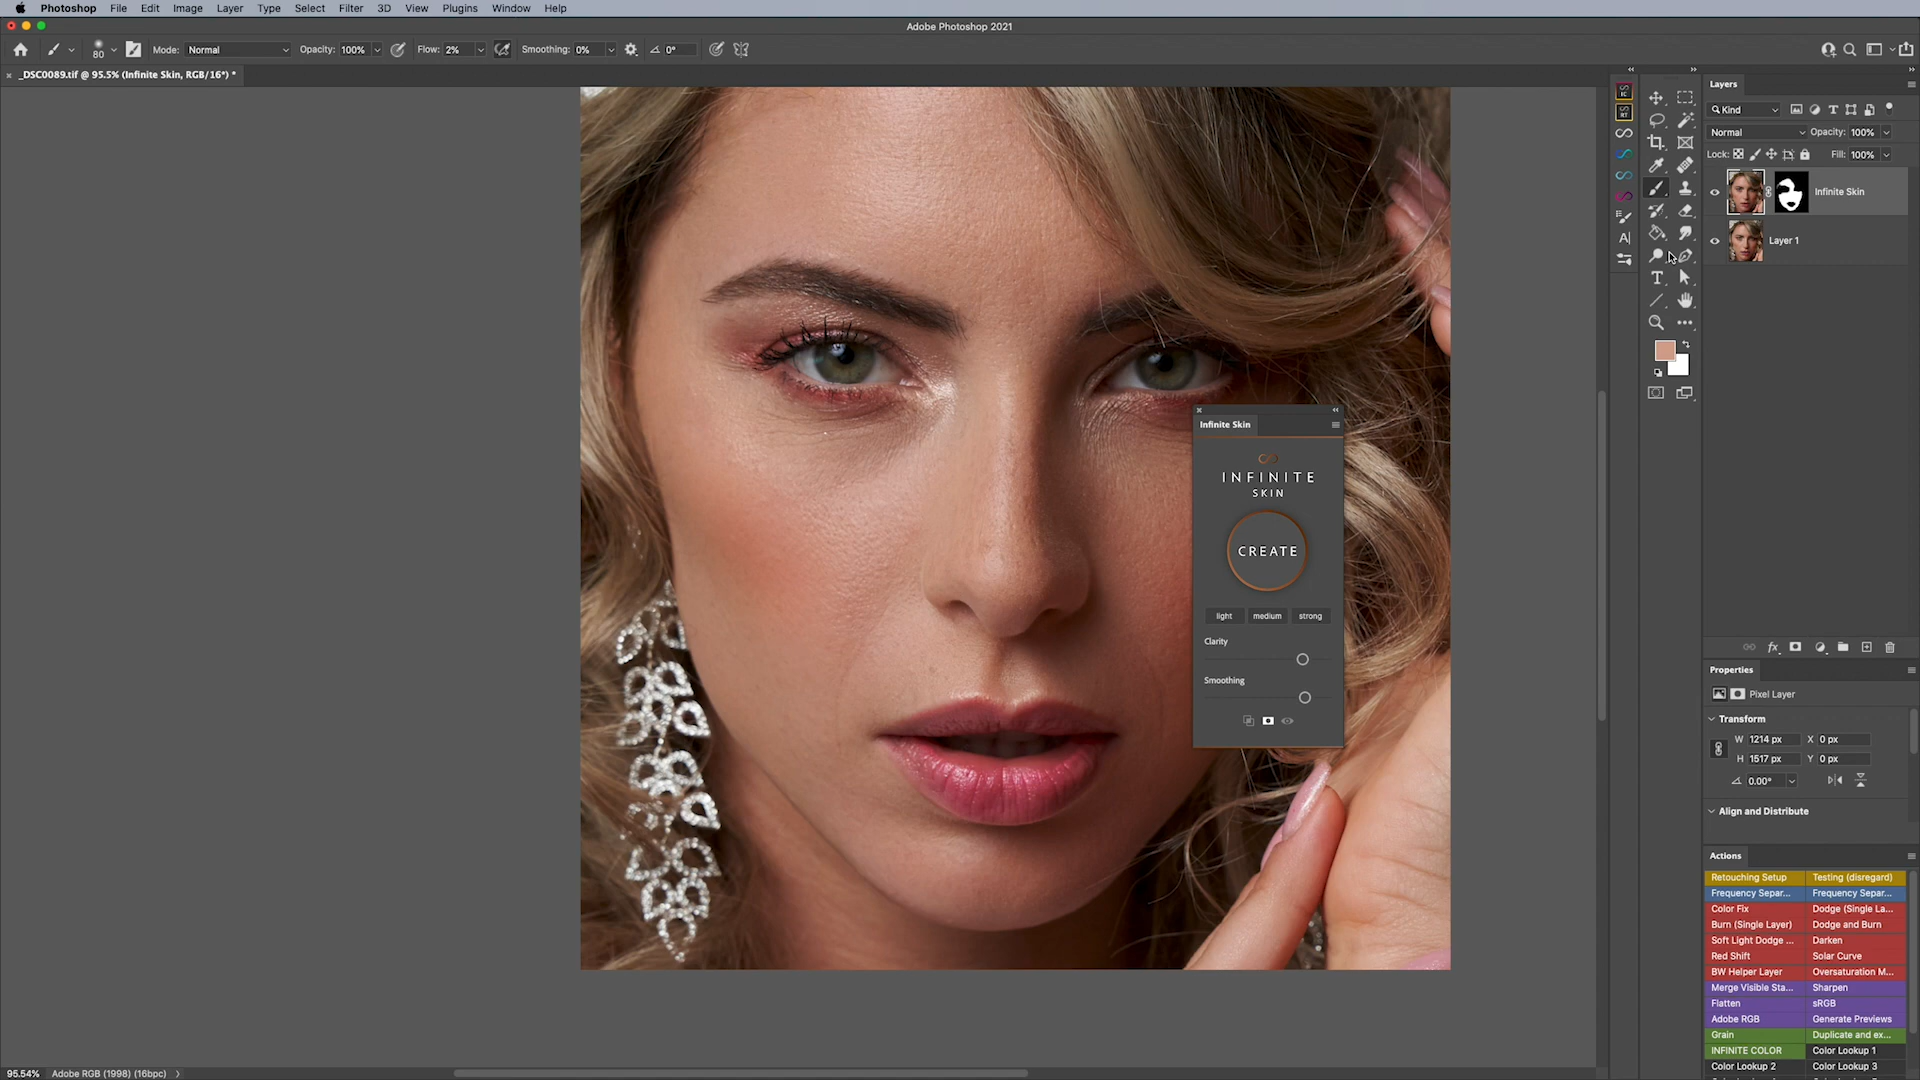 Photoshop File Edit Image Layer Type Select Filter 3D View Plugins Window Help
Adobe Photoshop 2021
80 Mode: Normal Opacity: 100% Flow: 2% Smoothing: 0% 0°
_DSC0089.tif @ 95.5% (Infinite Skin, RGB/16*) *
Layers
Kind
Normal Opacity: 100%
Lock: Fill: 100%
Infinite Skin
Layer 1
Infinite Skin
INFINITE
SKIN
CREATE
light medium strong
Clarity
Smoothing
Properties
Pixel Layer
Transform
W 1214 px X 0 px
H 1517 px Y 0 px
0.00°
Align and Distribute
Actions
Retouching Setup Testing (disregard)
Frequency Separ... Frequency Separ...
Color Fix Dodge (Single La...
Burn (Single Layer) Dodge and Burn
Soft Light Dodge ... Darken
Red Shift Solar Curve
BW Helper Layer Oversaturation M...
Merge Visible Sta... Sharpen
Flatten sRGB
Adobe RGB Generate Previews
Grain Duplicate and ex...
INFINITE COLOR Color Lookup 1
Color Lookup 2 Color Lookup 3
95.54% Adobe RGB (1998) (16bpc)